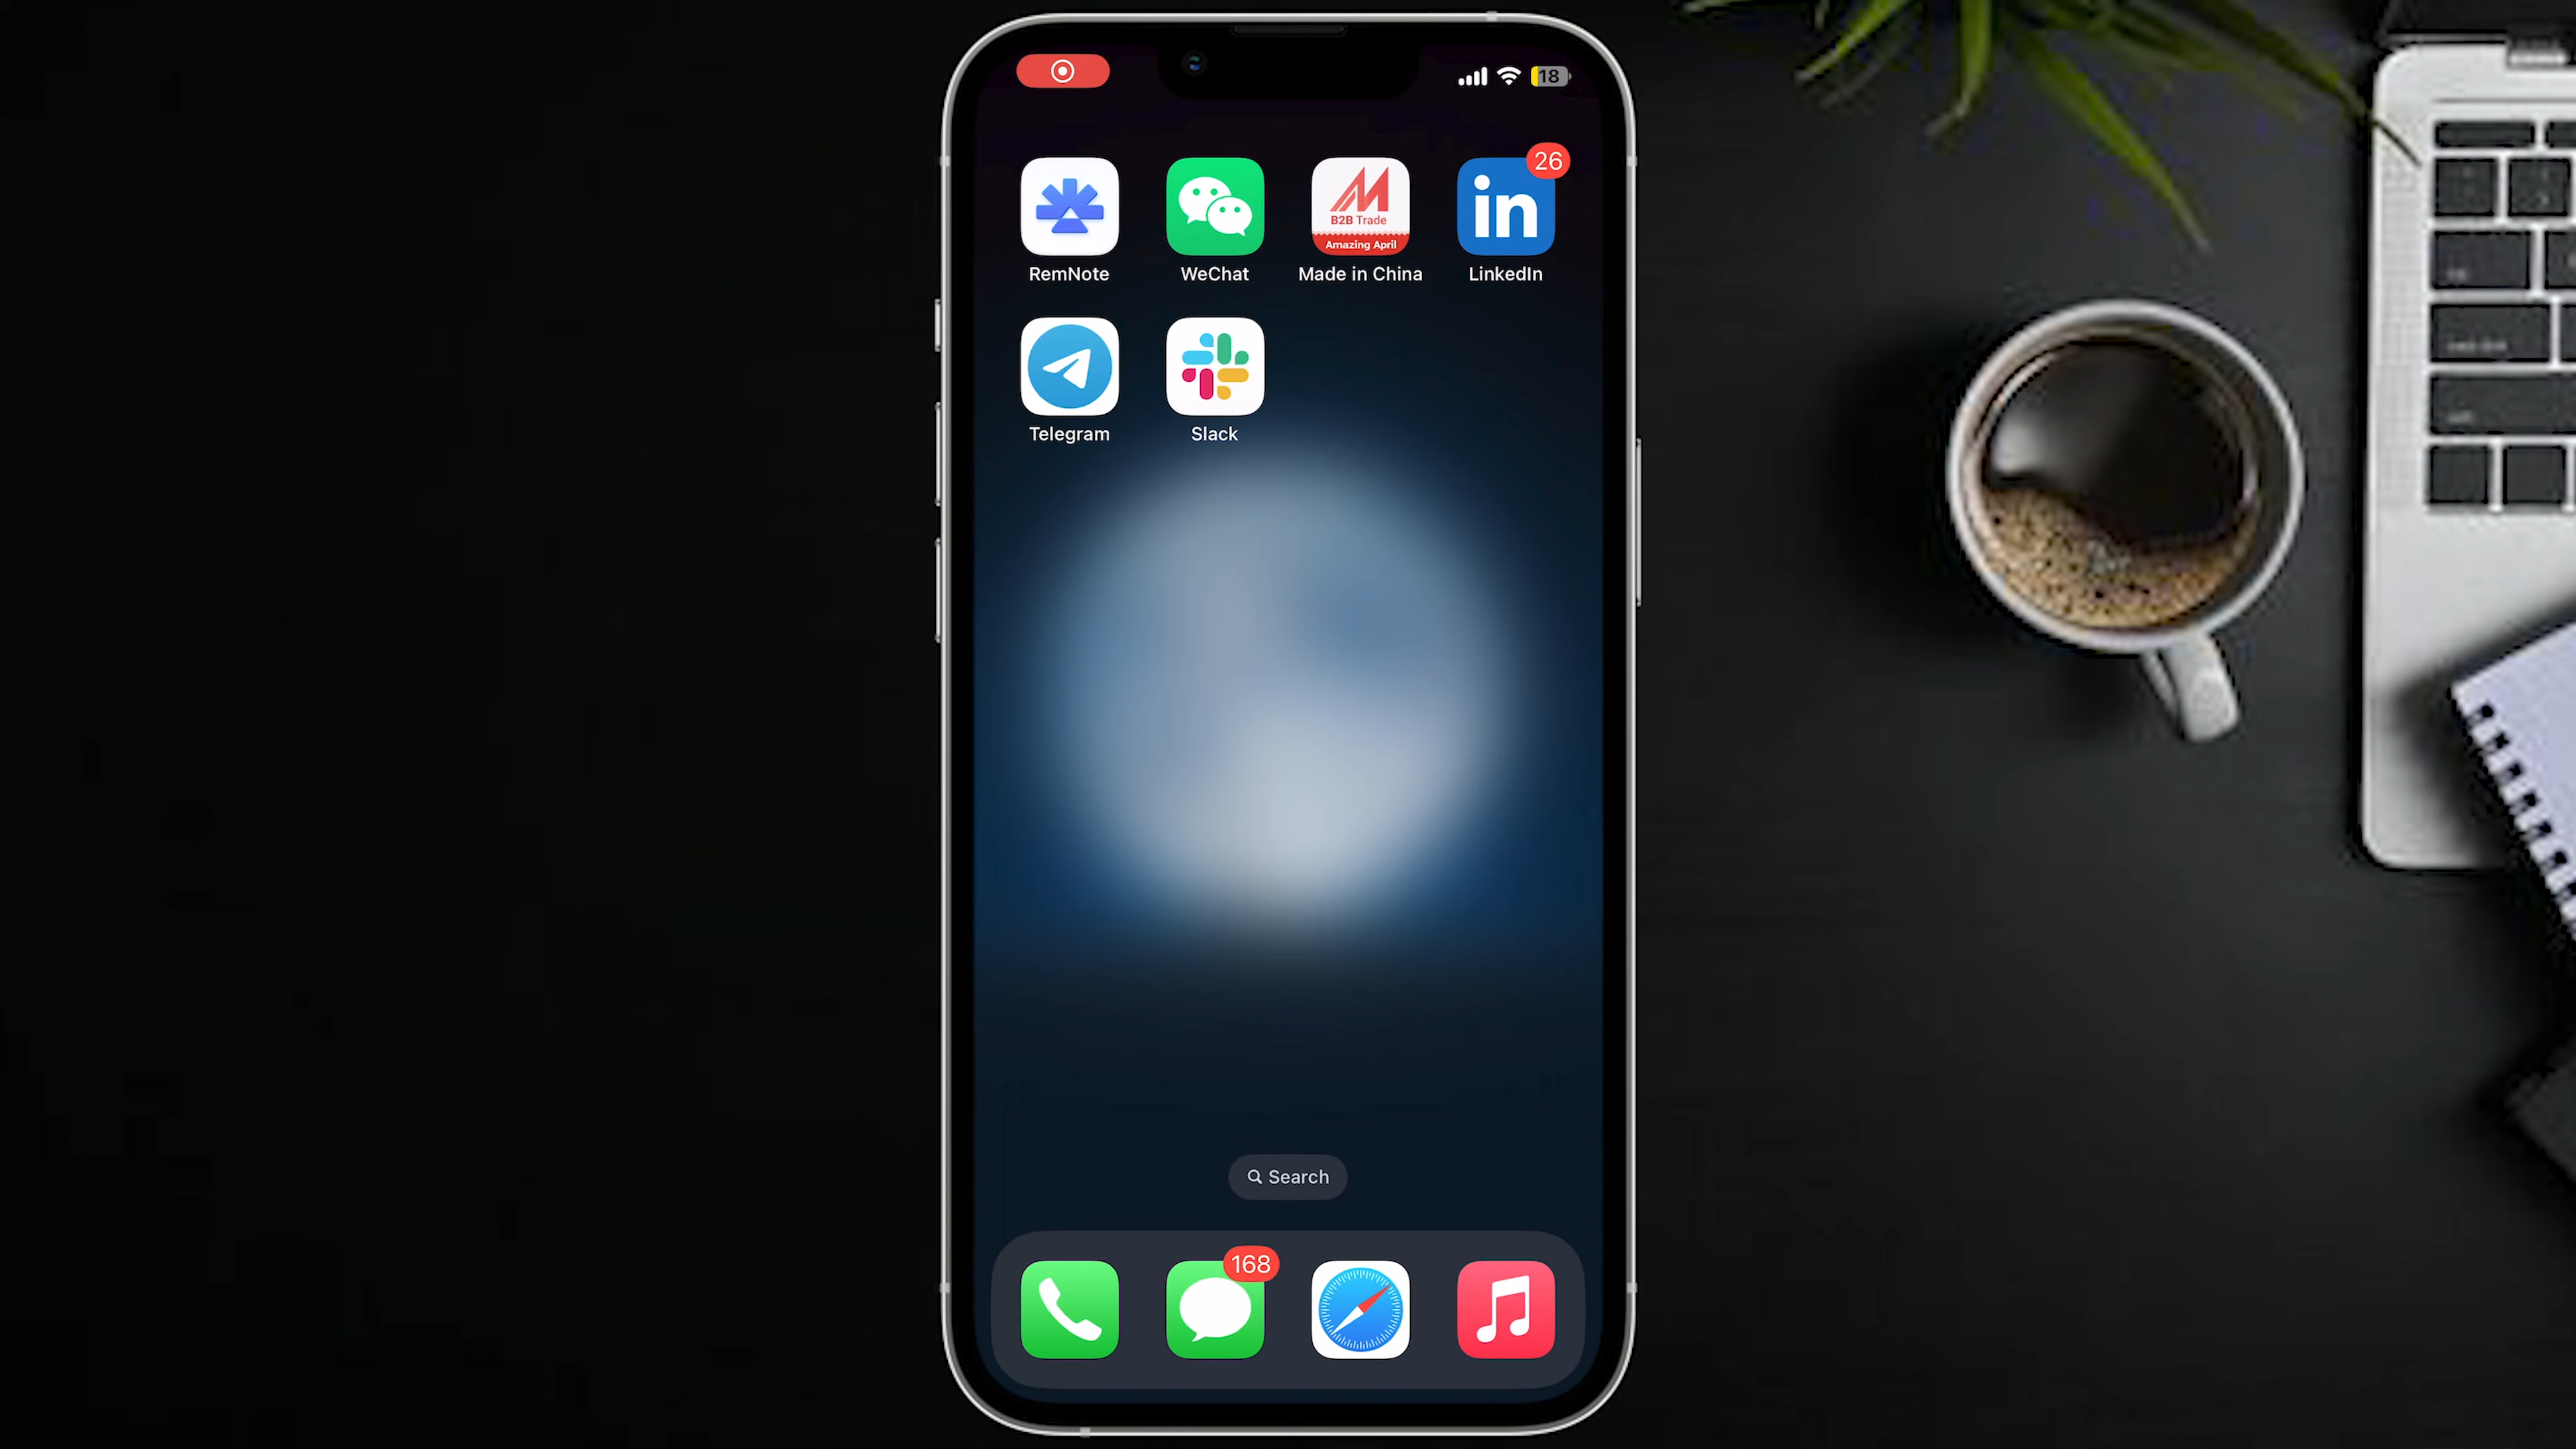 18
26
B2B Trade
Amazing April
in
RemNote
WeChat
Made in China
LinkedIn
Telegram
Slack
Search
168